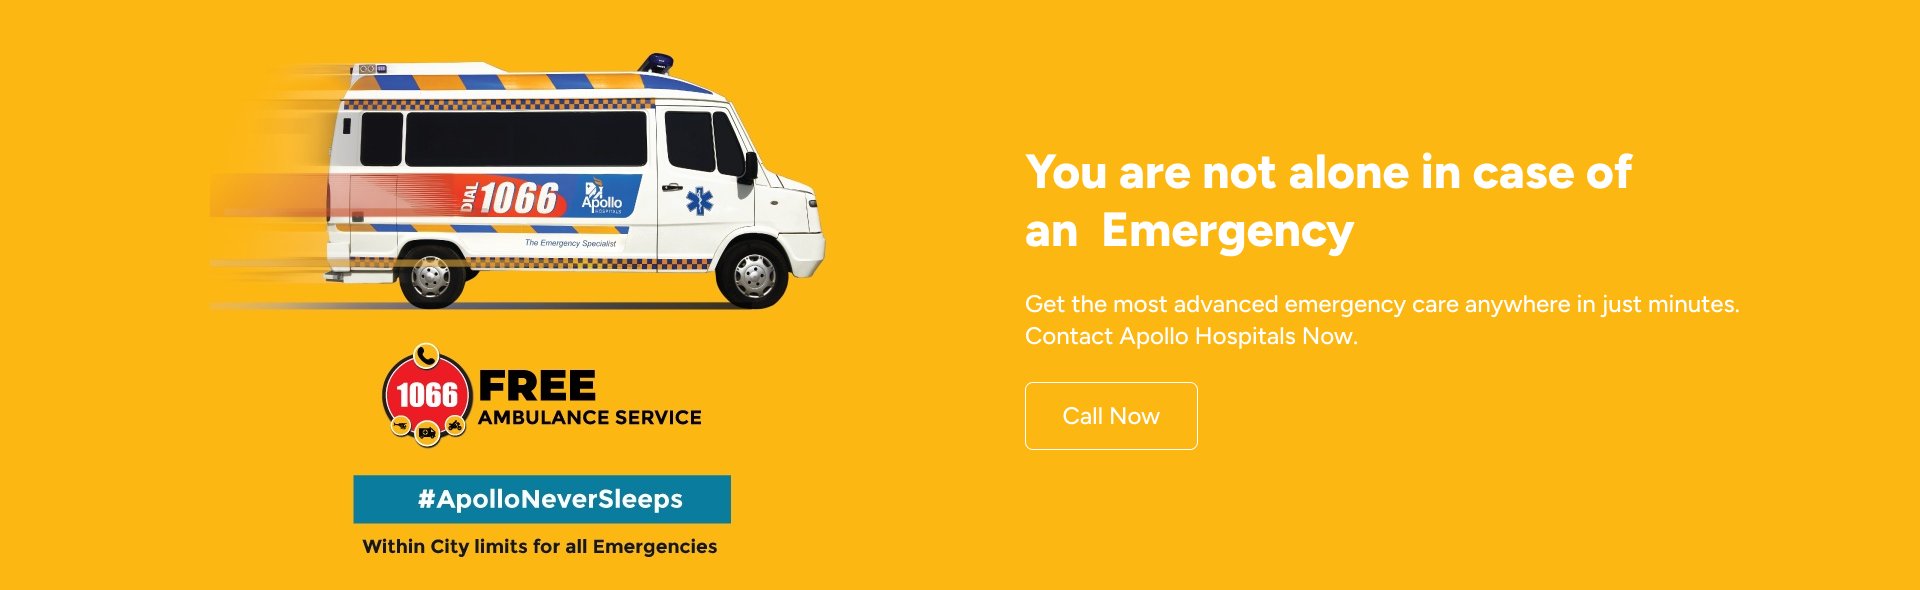 DIAL 1066
Apollo
HOSPITALS
The Emergency Specialist
1066
FREE
AMBULANCE SERVICE
#ApolloNeverSleeps
Within City limits for all Emergencies
You are not alone in case of
an Emergency
Get the most advanced emergency care anywhere in just minutes.
Contact Apollo Hospitals Now.
Call Now